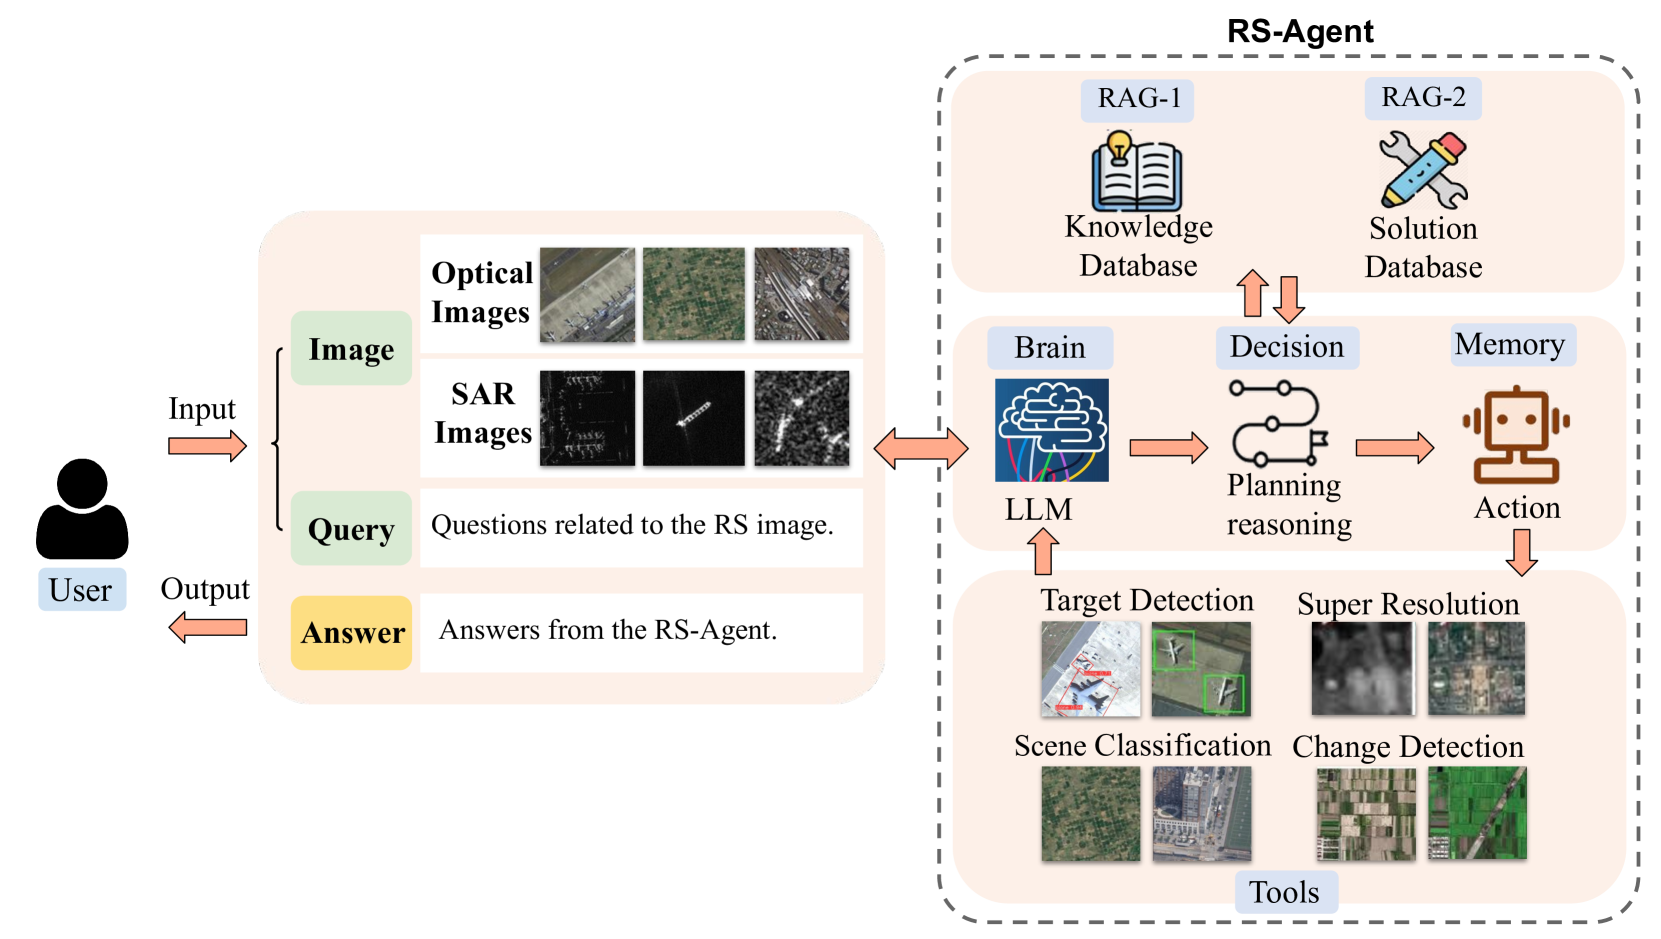 RS-Agent
RAG-1
RAG-2
Knowledge
Database
Solution
Database
Optical
Images
Image
SAR
Images
Input
Query
Questions related to the RS image.
User
Output
Answer
Answers from the RS-Agent.
Brain
Decision
Memory
LLM
Planning
reasoning
Action
Target Detection
Super Resolution
Scene Classification
Change Detection
Tools